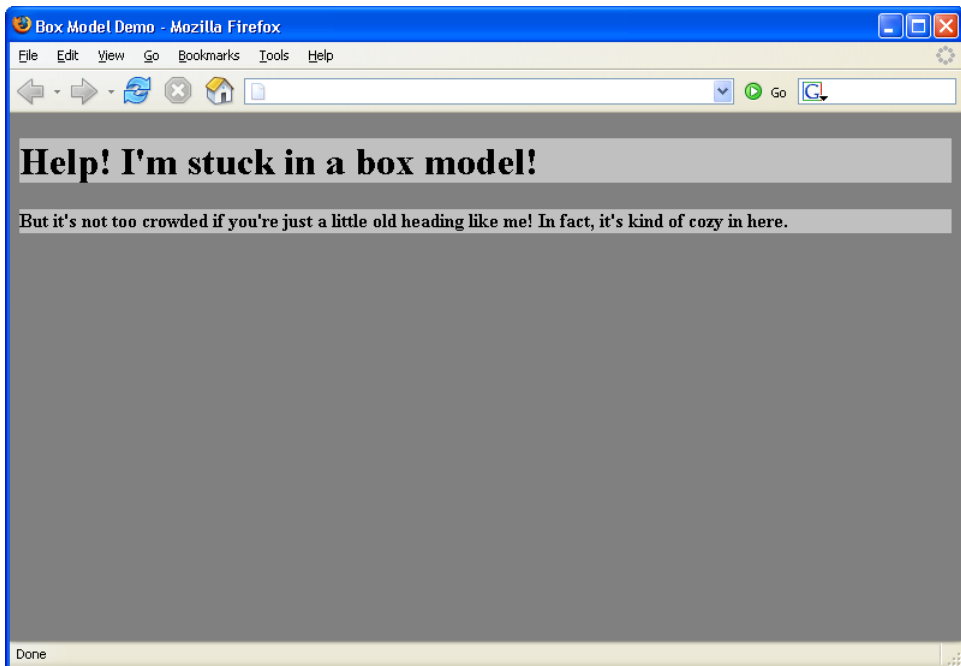 Box Model Demo - Mozilla Firefox
File Edit View Go Bookmarks Tools Help
Go G
Help! I'm stuck in a box model!
But it's not too crowded if you're just a little old heading like me! In fact, it's kind of cozy in here.
Done